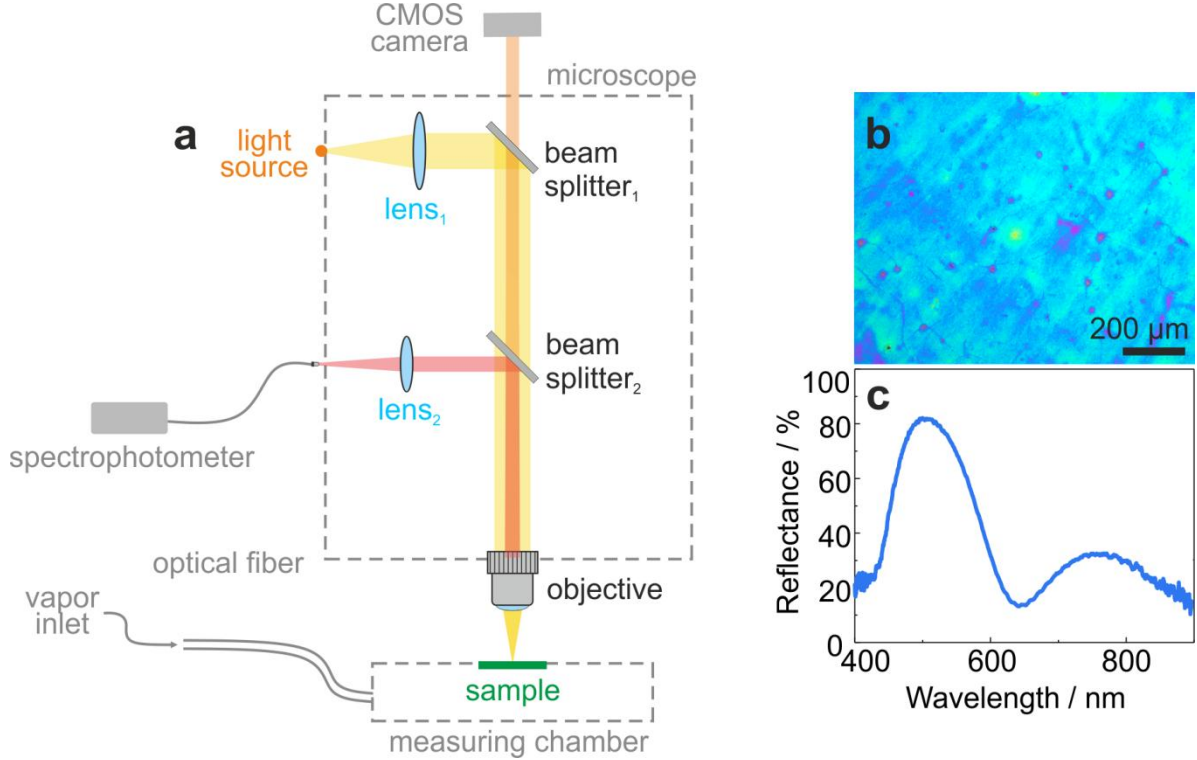 CMOS
camera
microscope
a
light
source
lens₁
beam
splitter₁
beam
splitter₂
lens₂
spectrophotometer
optical fiber
vapor
inlet
objective
sample
measuring chamber
b
200 µm
c
Reflectance / %
100
80
60
40
20
0
400
600
800
Wavelength / nm